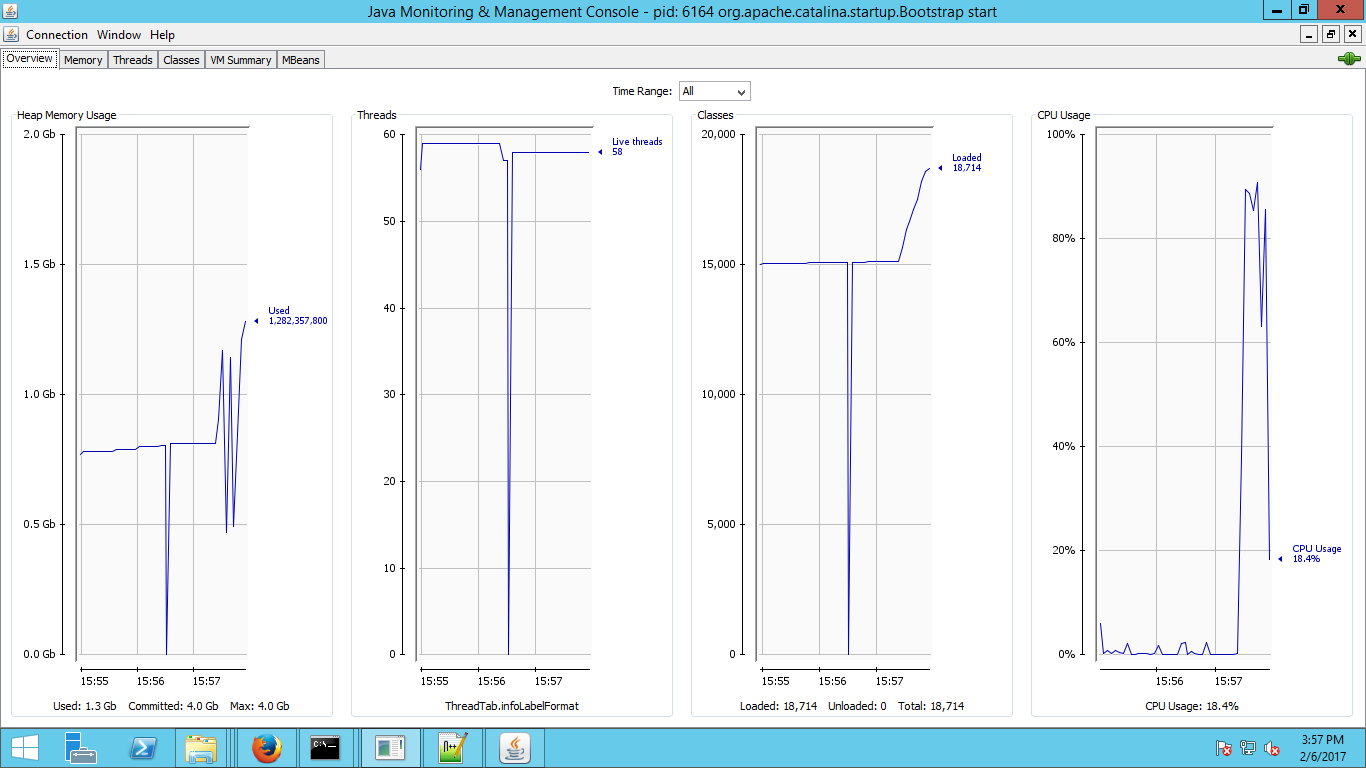 Java Monitoring & Management Console - pid: 6164 org.apache.catalina.startup.Bootstrap start
Connection Window Help
Overview Memory Threads Classes VM Summary MBeans
Time Range: All
Heap Memory Usage
2.0 Gb
1.5 Gb
1.0 Gb
0.5 Gb
0.0 Gb
Used
1,282,357,800
15:55 15:56 15:57
Used: 1.3 Gb Committed: 4.0 Gb Max: 4.0 Gb
Threads
60
50
40
30
20
10
0
Live threads
58
15:55 15:56 15:57
ThreadTab.infoLabelFormat
Classes
20,000
15,000
10,000
5,000
0
Loaded
18,714
15:55 15:56 15:57
Loaded: 18,714 Unloaded: 0 Total: 18,714
CPU Usage
100%
80%
60%
40%
20%
0%
CPU Usage
18.4%
15:56 15:57
CPU Usage: 18.4%
C:\_
N++
3:57 PM
2/6/2017